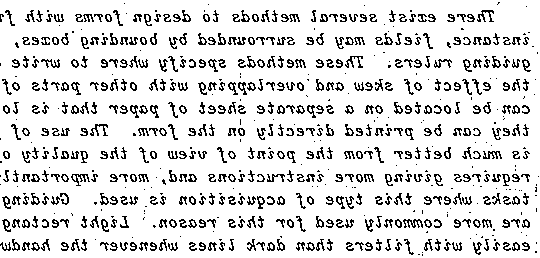 There exist several methods to design forms with fi
instance, fields may be surrounded by bounding boxes,
guiding rulers. These methods specify where to write
the effect of skew and overlapping with other parts of
can be located on a separate sheet of paper that is lo
they can be printed directly on the form. The use of
is much better from the point of view of the quality o
requires giving more instructions and, more importantly
tasks where this type of acquisition is used. Guiding
are more commonly used for this reason. Light rectang
easily with filters than dark lines whenever the handw